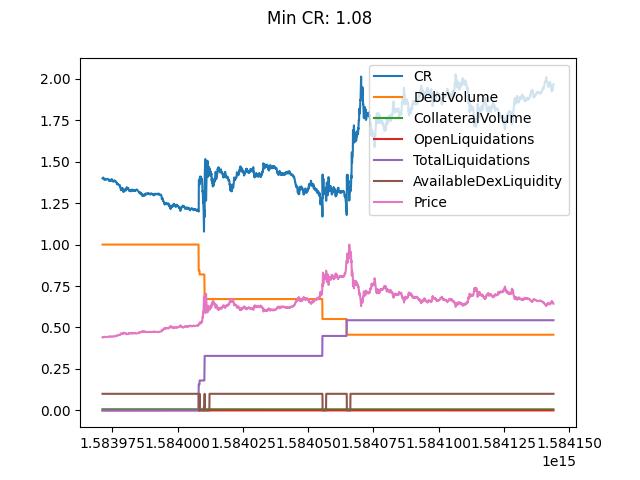 Min CR: 1.08
2.00
1.75
1.50
1.25
1.00
0.75
0.50
0.25
0.00
CR
DebtVolume
CollateralVolume
OpenLiquidations
TotalLiquidations
AvailableDexLiquidity
Price
1.583975 1.584000 1.584025 1.584050 1.584075 1.584100 1.584125 1.584150
1e15